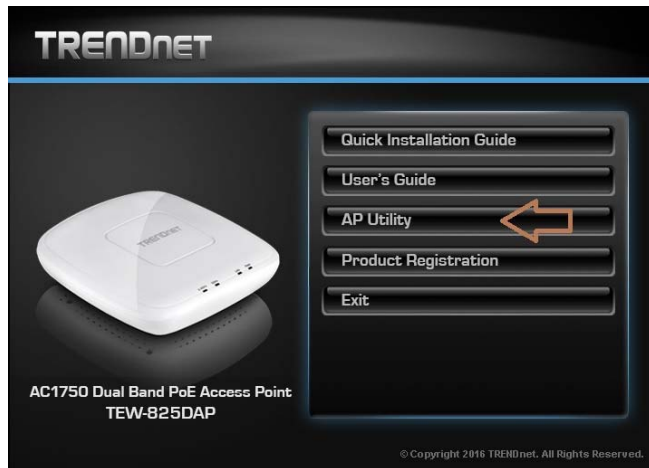 TRENDnet
Quick Installation Guide
User's Guide
AP Utility
Product Registration
Exit
TRENDnet
AC1750 Dual Band PoE Access Point
TEW-825DAP
© Copyright 2016 TRENDnet. All Rights Reserved.